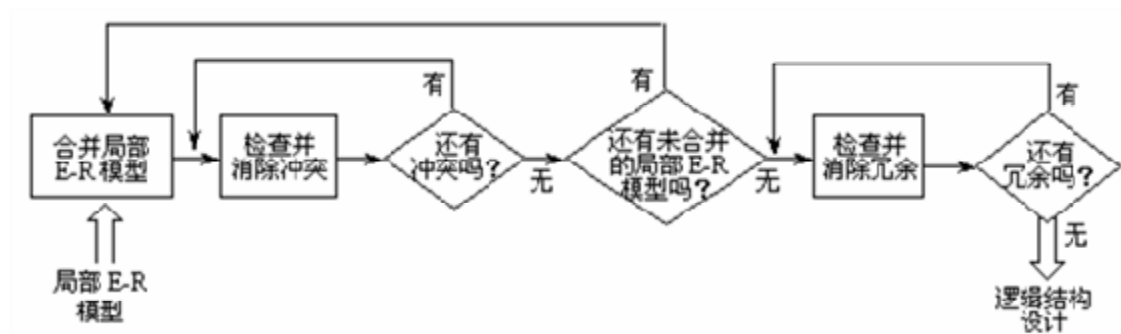 有
有
有
合并局部
E-R 模型
检查并
消除冲突
还有
冲突吗?
无
还有未合并
的局部 E-R
模型吗?
无
检查并
消除冗余
还有
冗余吗?
无
局部 E-R
模型
逻辑结构
设计